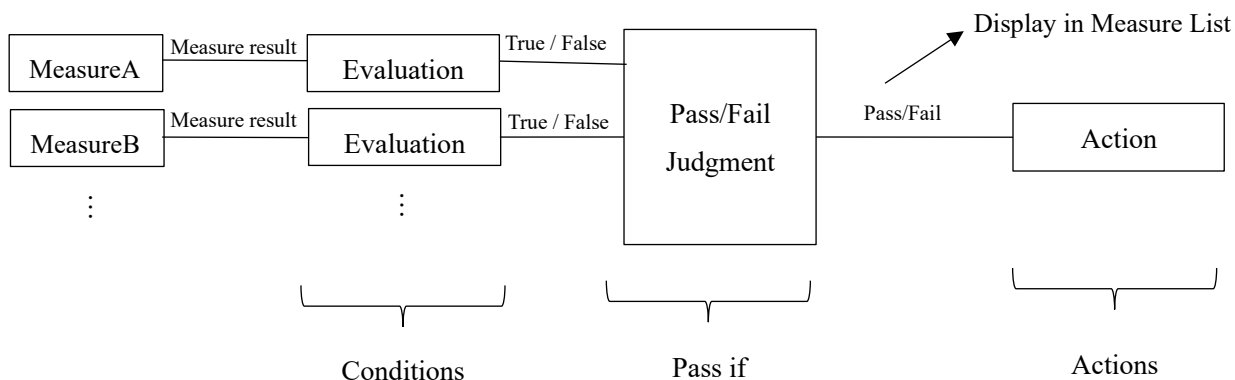 Display in Measure List
MeasureA
Measure result
Evaluation
True / False
MeasureB
Measure result
Evaluation
True / False
Pass/Fail
Judgment
Pass/Fail
Action
⋮
⋮
Conditions
Pass if
Actions